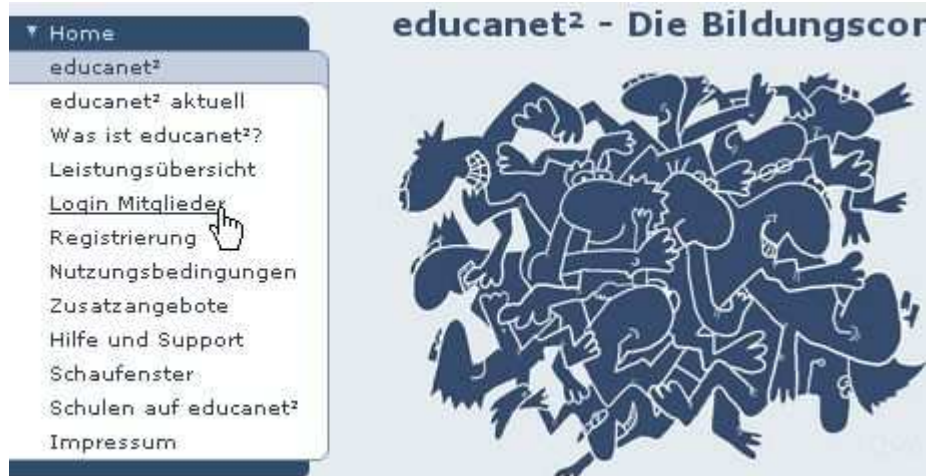 Home
educanet²
educanet² aktuell
Was ist educanet²?
Leistungsübersicht
Login Mitglieder
Registrierung
Nutzungsbedingungen
Zusatzangebote
Hilfe und Support
Schaufenster
Schulen auf educanet²
Impressum
educanet² - Die Bildungscor